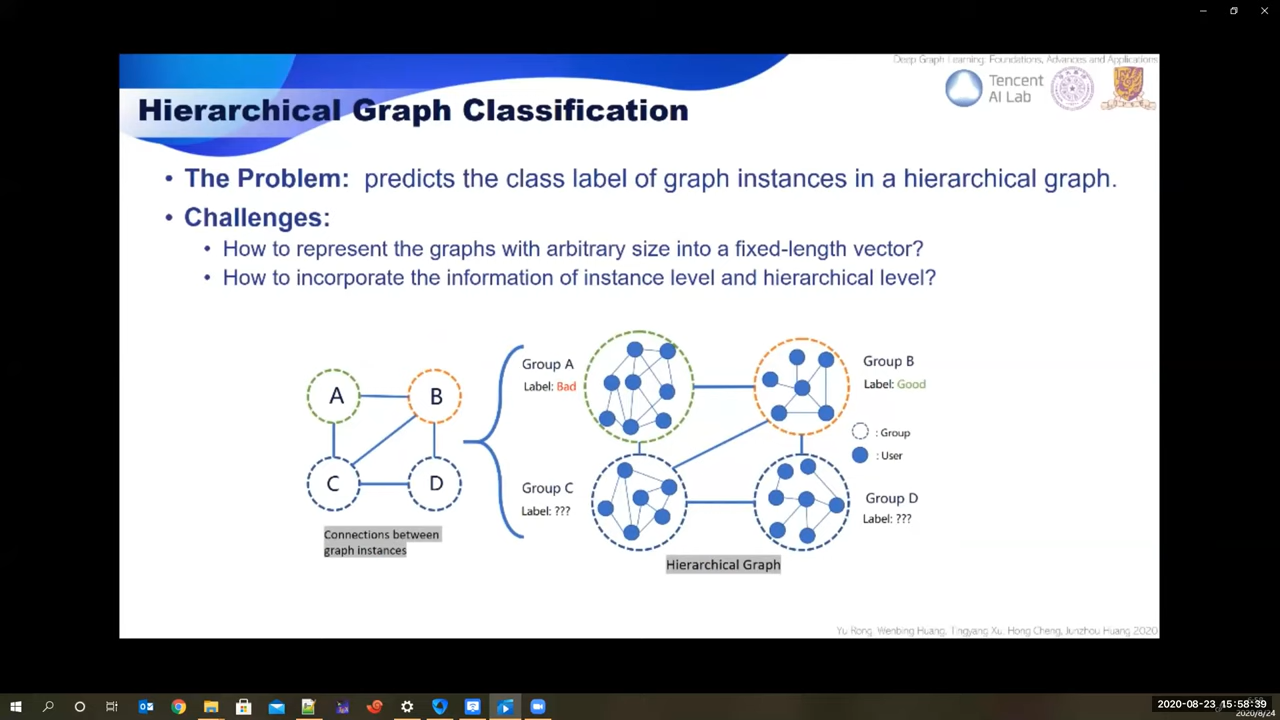 Deep Graph Learning: Foundations, Advances and Applications
Tencent
AI Lab
Hierarchical Graph Classification
• The Problem: predicts the class label of graph instances in a hierarchical graph.
• Challenges:
• How to represent the graphs with arbitrary size into a fixed-length vector?
• How to incorporate the information of instance level and hierarchical level?
A
B
C
D
Connections between
graph instances
Group A
Label: Bad
Group B
Label: Good
: Group
: User
Group C
Label: ???
Group D
Label: ???
Hierarchical Graph
Yu Rong, Wenbing Huang, Tingyang Xu, Hong Cheng, Junzhou Huang 2020
2020-08-23 15:58:39
2020/8/24